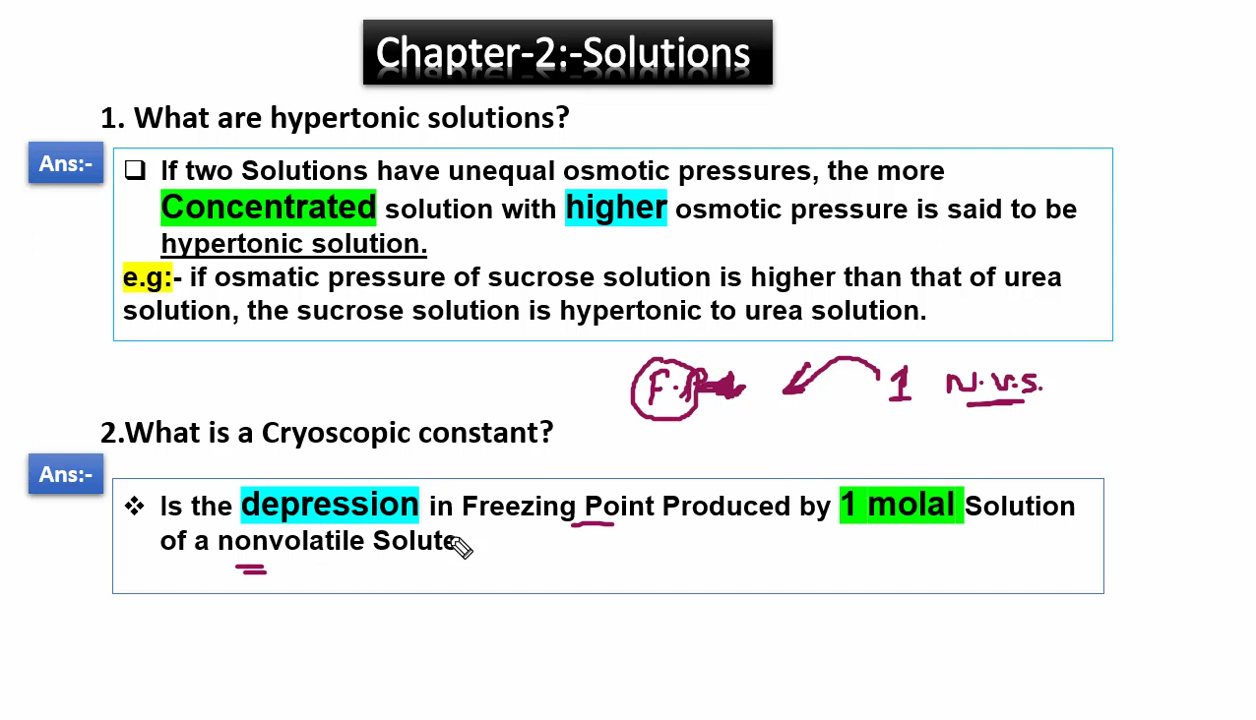 Chapter-2:-Solutions
1. What are hypertonic solutions?
Ans:-
If two Solutions have unequal osmotic pressures, the more
Concentrated solution with higher osmotic pressure is said to be
hypertonic solution.
e.g:- if osmatic pressure of sucrose solution is higher than that of urea
solution, the sucrose solution is hypertonic to urea solution.
F.P 1 N.V.S.
2.What is a Cryoscopic constant?
Ans:-
Is the depression in Freezing Point Produced by 1 molal Solution
of a nonvolatile Solute